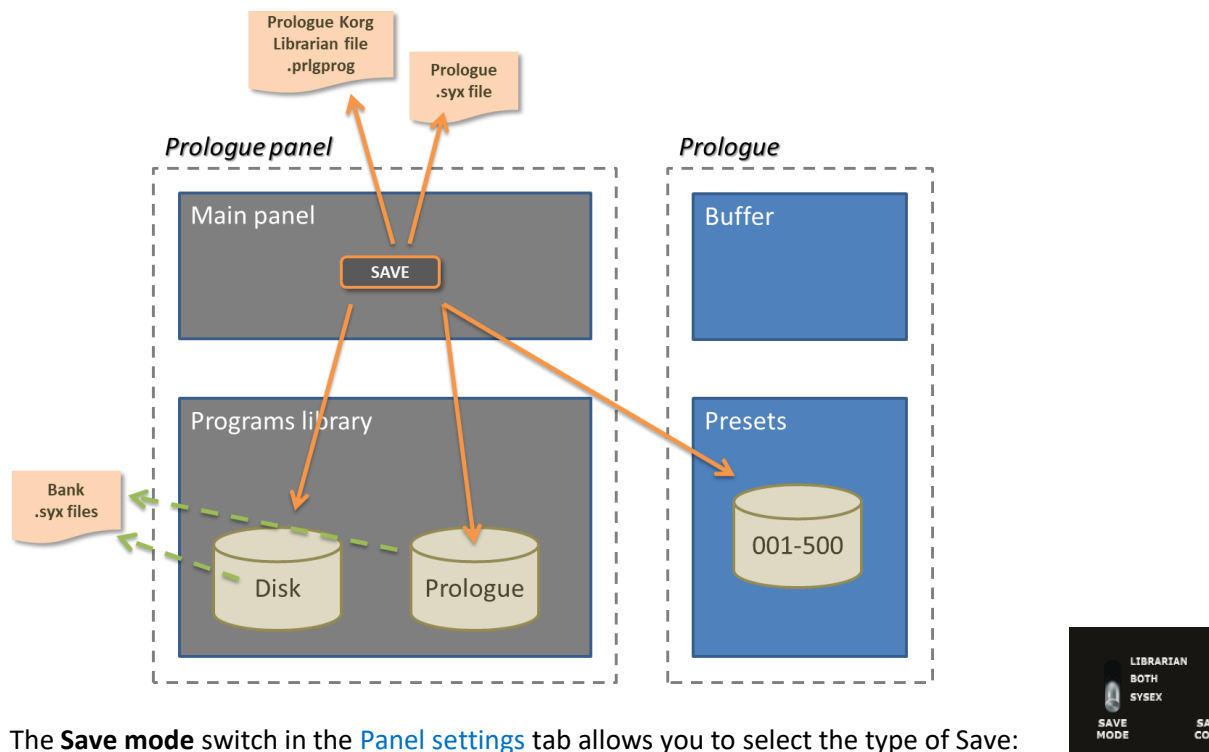 Prologue Korg
Librarian file
.prlgprog
Prologue
.syx file
Prologue panel
Prologue
Main panel
Buffer
SAVE
Programs library
Presets
Bank
.syx files
001-500
Disk
Prologue
LIBRARIAN
BOTH
SYSEX
SAVE
MODE
The Save mode switch in the Panel settings tab allows you to select the type of Save: